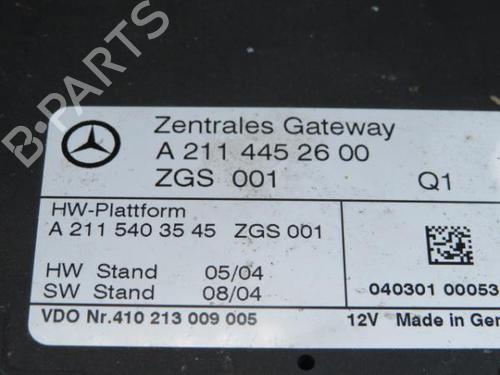 B-PARTS
Zentrales Gateway
A 211 445 26 00
ZGS 001 Q1
HW-Plattform
A 211 540 35 45 ZGS 001
HW Stand 05/04
SW Stand 08/04
040301 00053
VDO Nr.410 213 009 005 12V Made in Ger